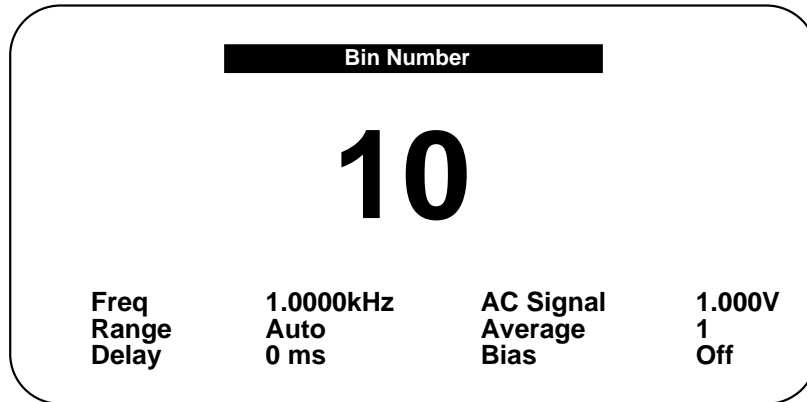 Bin Number
10
Freq 1.0000kHz AC Signal 1.000V
Range Auto Average 1
Delay 0 ms Bias Off